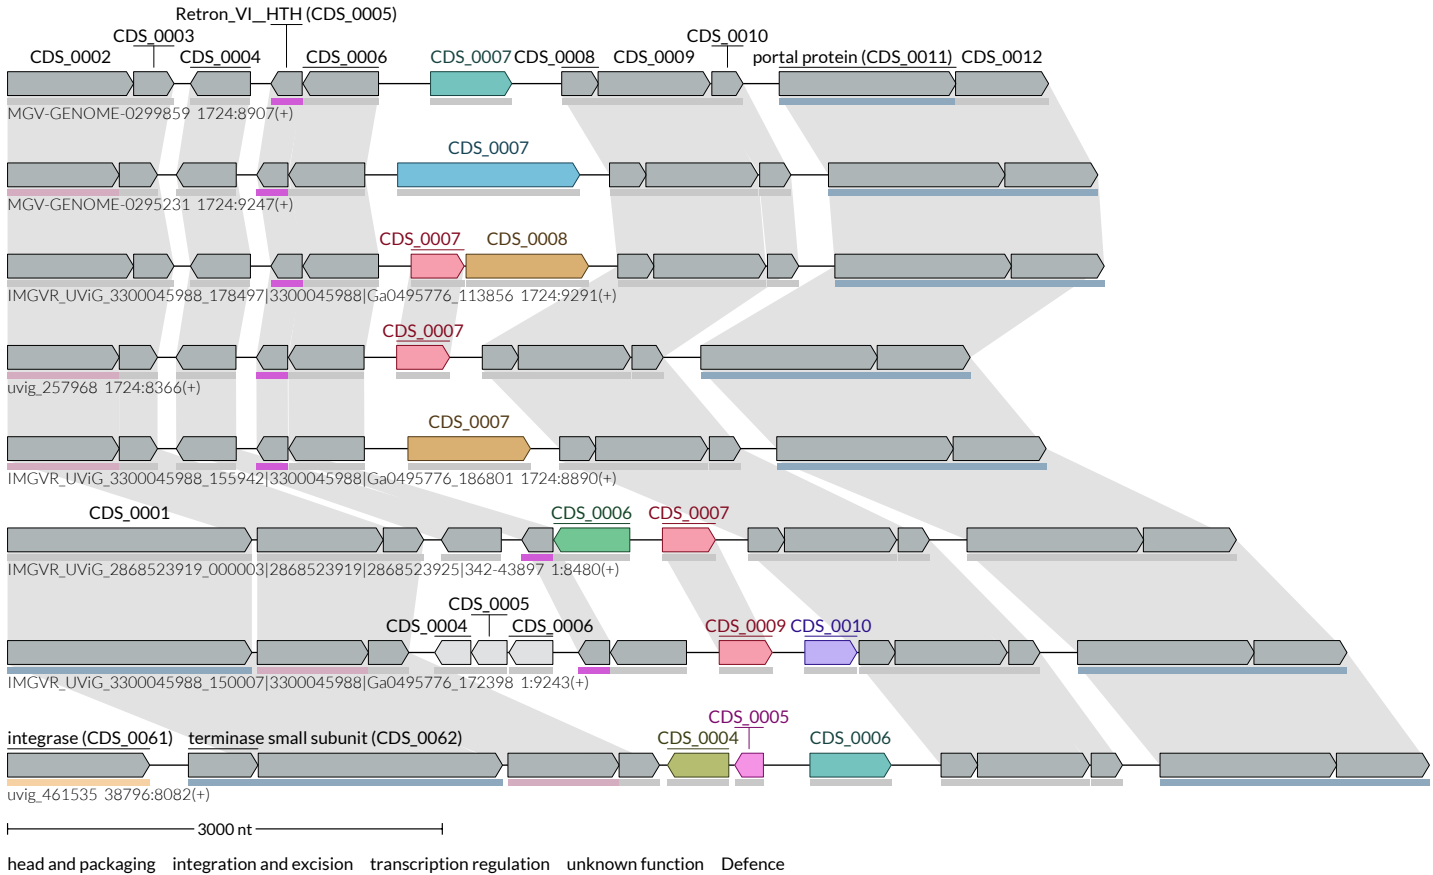 Retron_VI__HTH (CDS_0005)
CDS_0003 CDS_0010
CDS_0002 CDS_0004 CDS_0006 CDS_0007 CDS_0008 CDS_0009 portal protein (CDS_0011) CDS_0012
MGV-GENOME-0299859 1724:8907(+)
CDS_0007
MGV-GENOME-0295231 1724:9247(+)
CDS_0007 CDS_0008
IMGVR_UViG_3300045988_178497|3300045988|Ga0495776_113856 1724:9291(+)
CDS_0007
uvig_257968 1724:8366(+)
CDS_0007
IMGVR_UViG_3300045988_155942|3300045988|Ga0495776_186801 1724:8890(+)
CDS_0001 CDS_0006 CDS_0007
IMGVR_UViG_2868523919_000003|2868523919|2868523925|342-43897 1:8480(+)
CDS_0005
CDS_0004 CDS_0006 CDS_0009 CDS_0010
IMGVR_UViG_3300045988_150007|3300045988|Ga0495776_172398 1:9243(+)
CDS_0005
integrase (CDS_0061) terminase small subunit (CDS_0062) CDS_0004 CDS_0006
uvig_461535 38796:8082(+)
3000 nt
head and packaging integration and excision transcription regulation unknown function Defence